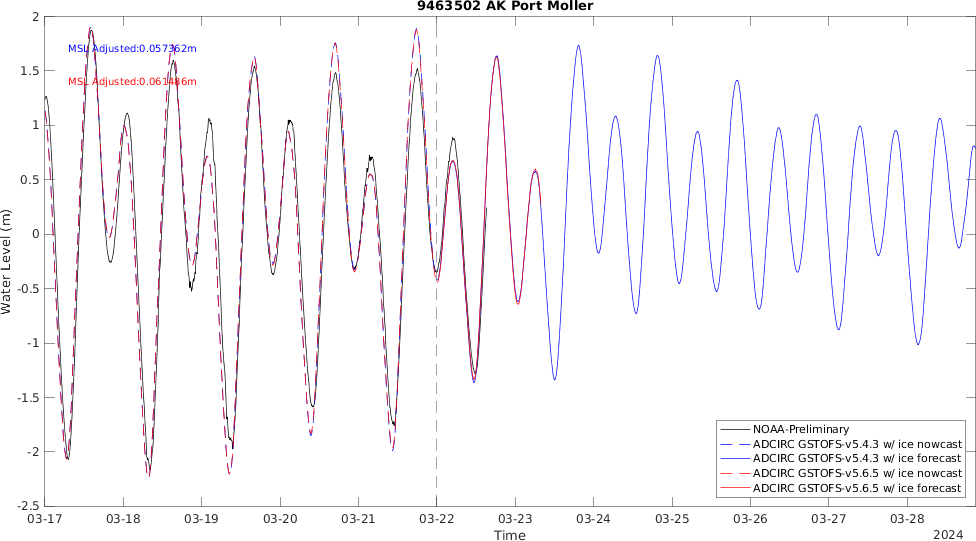 9463502 AK Port Moller
MSL Adjusted:0.057362m
MSL Adjusted:0.061486m
Water Level (m)
2
1.5
1
0.5
0
-0.5
-1
-1.5
-2
-2.5
NOAA-Preliminary
ADCIRC GSTOFS-v5.4.3 w/ ice nowcast
ADCIRC GSTOFS-v5.4.3 w/ ice forecast
ADCIRC GSTOFS-v5.6.5 w/ ice nowcast
ADCIRC GSTOFS-v5.6.5 w/ ice forecast
03-17 03-18 03-19 03-20 03-21 03-22 03-23 03-24 03-25 03-26 03-27 03-28
Time
2024